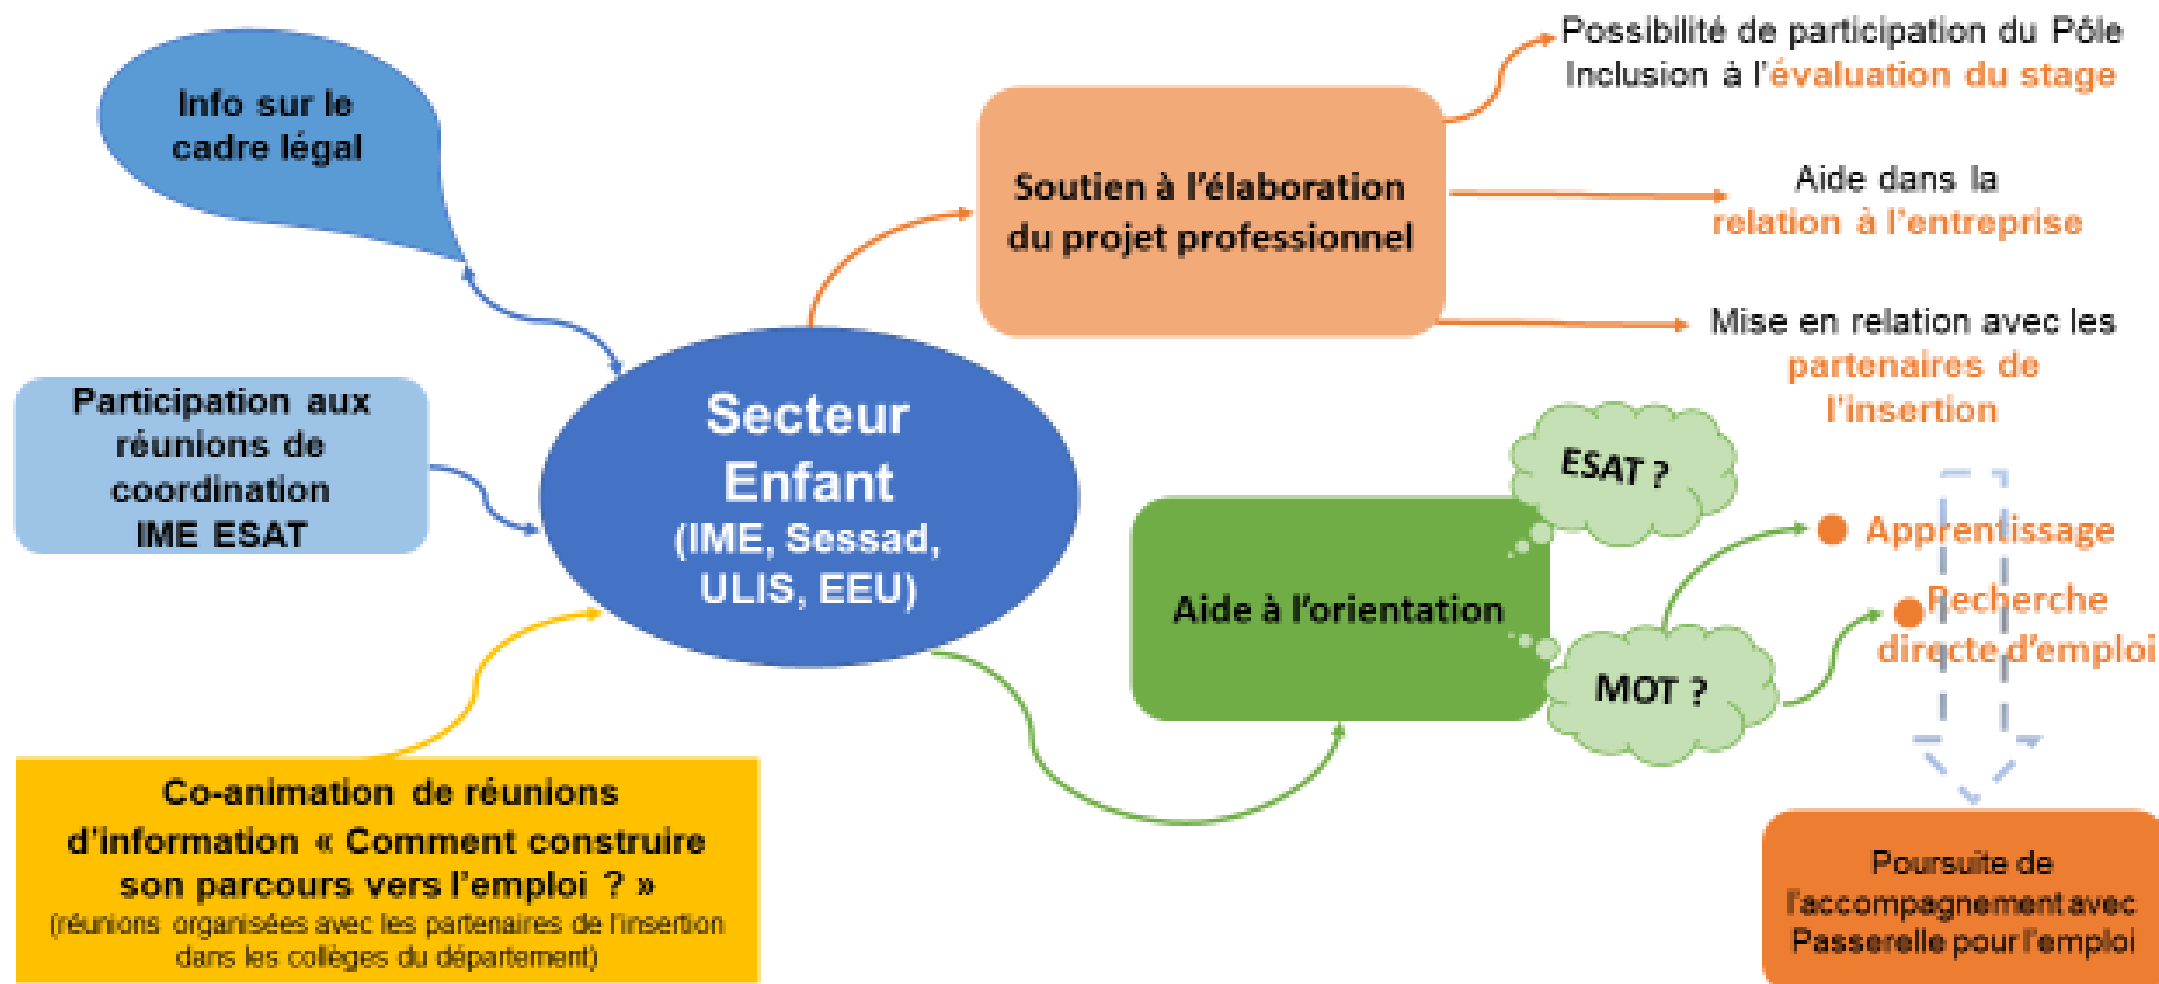 Info sur le
cadre légal
Participation aux
réunions de
coordination
IME ESAT
Co-animation de réunions
d'information « Comment construire
son parcours vers l'emploi ? »
(réunions organisées avec les partenaires de l'insertion
dans les collèges du département)
Secteur
Enfant
(IME, Sessad,
ULIS, EEU)
Soutien à l'élaboration
du projet professionnel
Possibilité de participation du Pôle
Inclusion à l'évaluation du stage
Aide dans la
relation à l'entreprise
Mise en relation avec les
partenaires de
l'insertion
Aide à l'orientation
ESAT ?
MOT ?
Apprentissage
Recherche
directe d'emploi
Poursuite de
l'accompagnement avec
Passerelle pour l'emploi